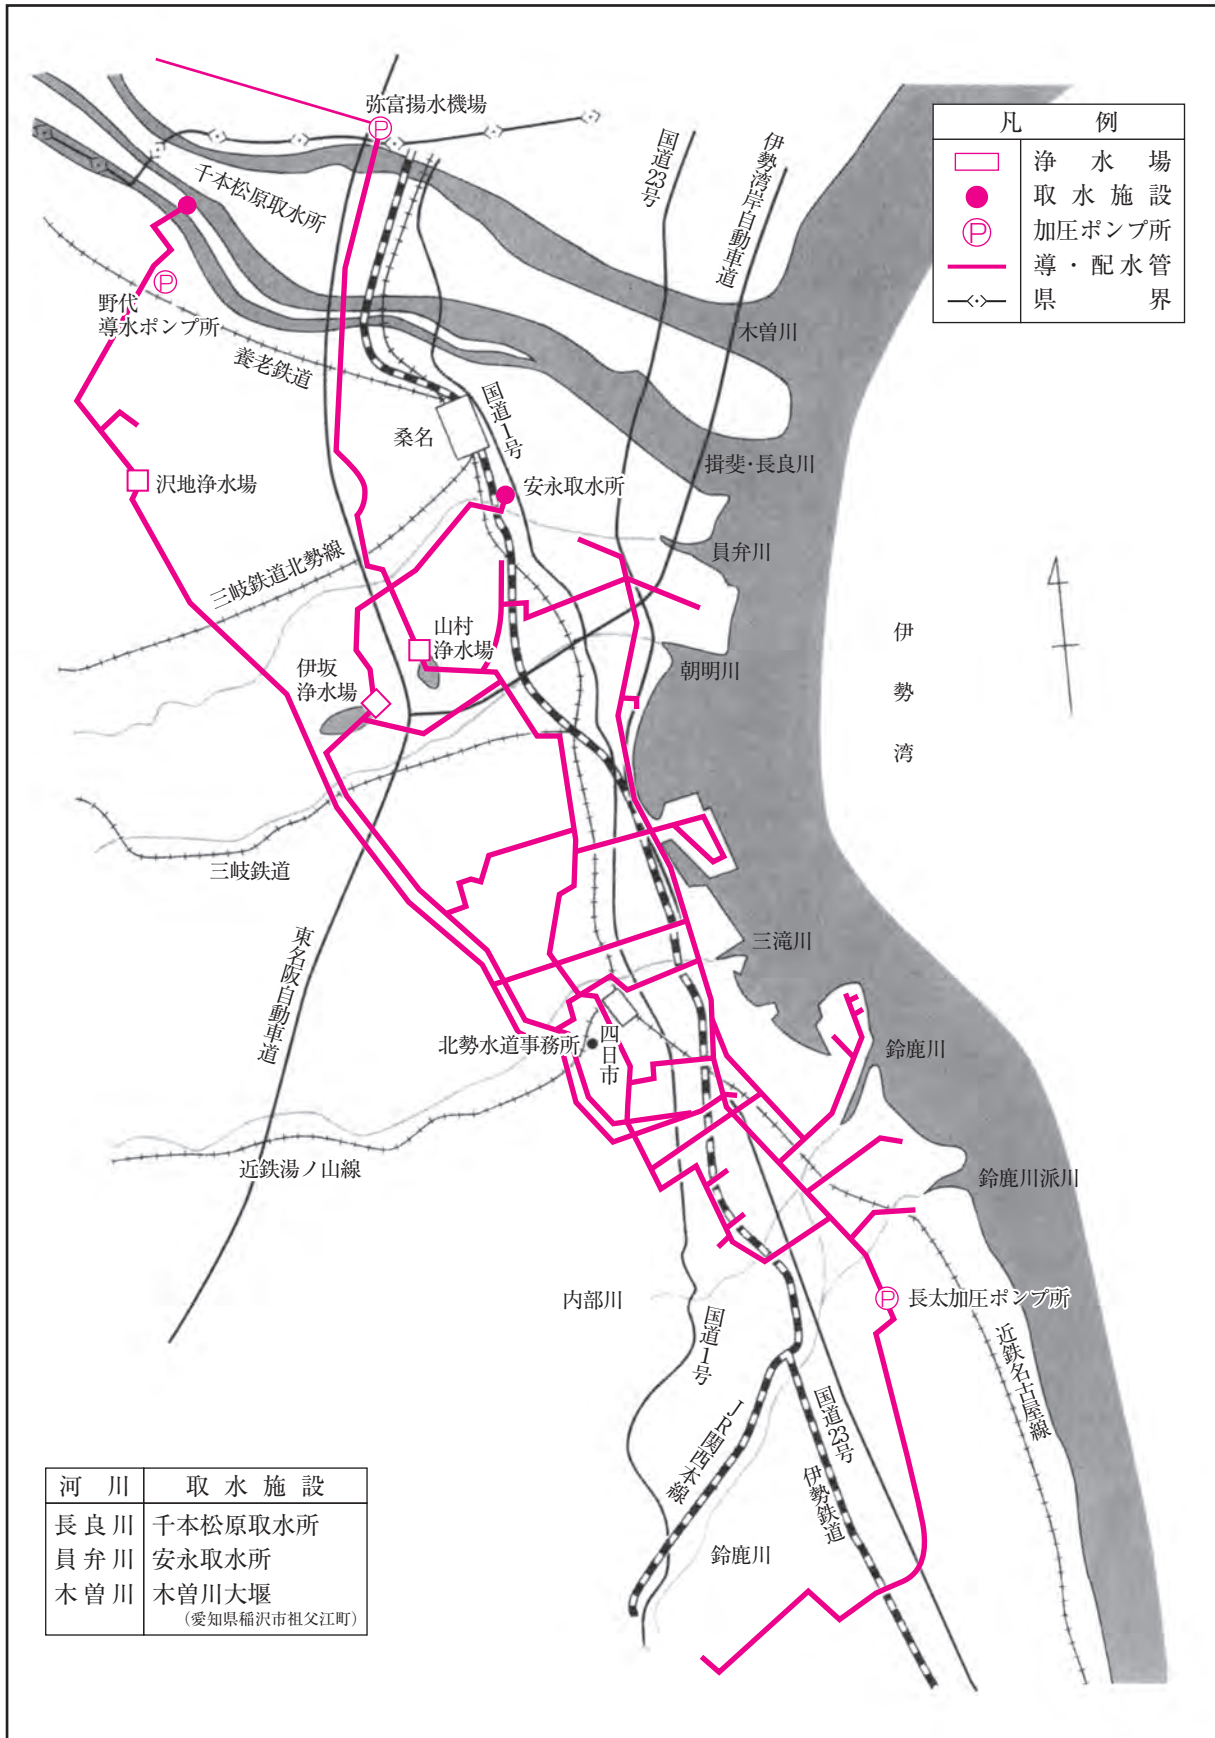 弥富揚水機場
千本松原取水所
国道23号
伊勢湾岸自動車道
凡例
浄水場
取水施設
加圧ポンプ所
導・配水管
県界
野代
導水ポンプ所
養老鉄道
木曽川
国道1号
桑名
揖斐・長良川
沢地浄水場
安永取水所
員弁川
三岐鉄道北勢線
山村
浄水場
伊坂
浄水場
朝明川
伊勢湾
三岐鉄道
東名阪自動車道
三滝川
北勢水道事務所
四日市
鈴鹿川
近鉄湯ノ山線
鈴鹿川派川
内部川
長太加圧ポンプ所
国道1号
近鉄名古屋線
JR関西本線
国道23号
伊勢鉄道
鈴鹿川
河川 取水施設
長良川 千本松原取水所
員弁川 安永取水所
木曽川 木曽川大堰
(愛知県稲沢市祖父江町)
P
P
P
P